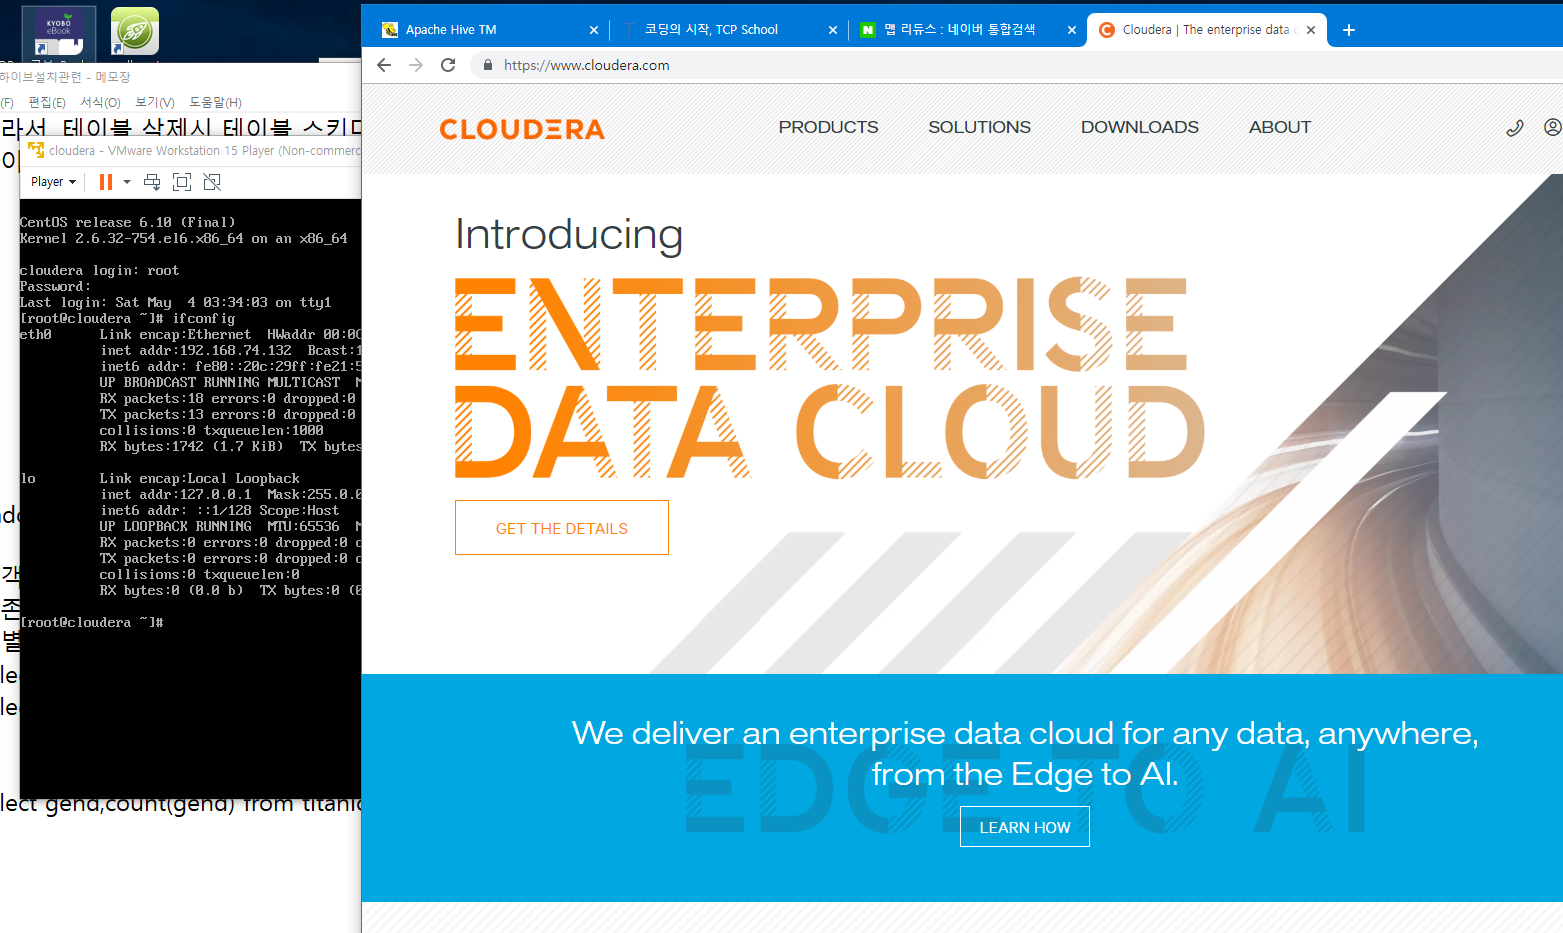 KYOBO
eBook
하이브설치관련 - 메모장
(F) 편집(E) 서식(O) 보기(V) 도움말(H)
라서 테이블 삭제시 테이블 스키마
cloudera - VMware Workstation 15 Player (Non-commerc
Player
CentOS release 6.10 (Final)
Kernel 2.6.32-754.el6.x86_64 on an x86_64
cloudera login: root
Password:
Last login: Sat May  4 03:34:03 on tty1
[root@cloudera ~]# ifconfig
eth0      Link encap:Ethernet  HWaddr 00:0C
inet addr:192.168.74.132  Bcast:1
inet6 addr: fe80::20c:29ff:fe21:5
UP BROADCAST RUNNING MULTICAST  M
RX packets:18 errors:0 dropped:0
TX packets:13 errors:0 dropped:0
collisions:0 txqueuelen:1000
RX bytes:1742 (1.7 KiB)  TX bytes
lo        Link encap:Local Loopback
inet addr:127.0.0.1  Mask:255.0.0
inet6 addr: ::1/128 Scope:Host
UP LOOPBACK RUNNING  MTU:65536  M
RX packets:0 errors:0 dropped:0 o
TX packets:0 errors:0 dropped:0 c
collisions:0 txqueuelen:0
RX bytes:0 (0.0 b)  TX bytes:0 (0
[root@cloudera ~]#
존
별
lec
lec
lect gend,count(gend) from titanic
Apache Hive TM
코딩의 시작, TCP School
맵 리듀스 : 네이버 통합검색
Cloudera | The enterprise data c
https://www.cloudera.com
CLOUDERA
PRODUCTS SOLUTIONS DOWNLOADS ABOUT
Introducing
ENTERPRISE
DATA CLOUD
GET THE DETAILS
We deliver an enterprise data cloud for any data, anywhere,
from the Edge to AI.
EDGE TO AI
LEARN HOW